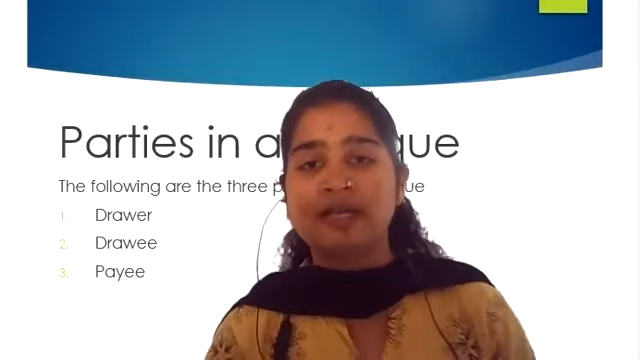 Parties in a
The following are the three
1. Drawer
2. Drawee
3. Payee